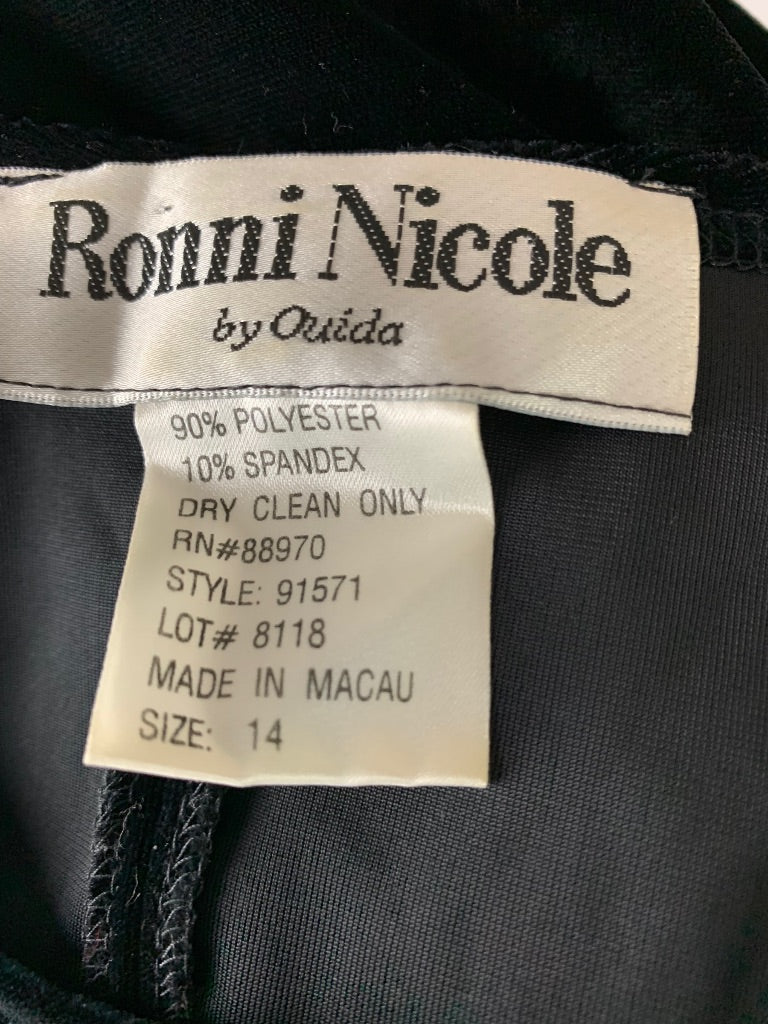 Ronni Nicole
by Ouida
90% POLYESTER
10% SPANDEX
DRY CLEAN ONLY
RN#88970
STYLE: 91571
LOT# 8118
MADE IN MACAU
SIZE: 14